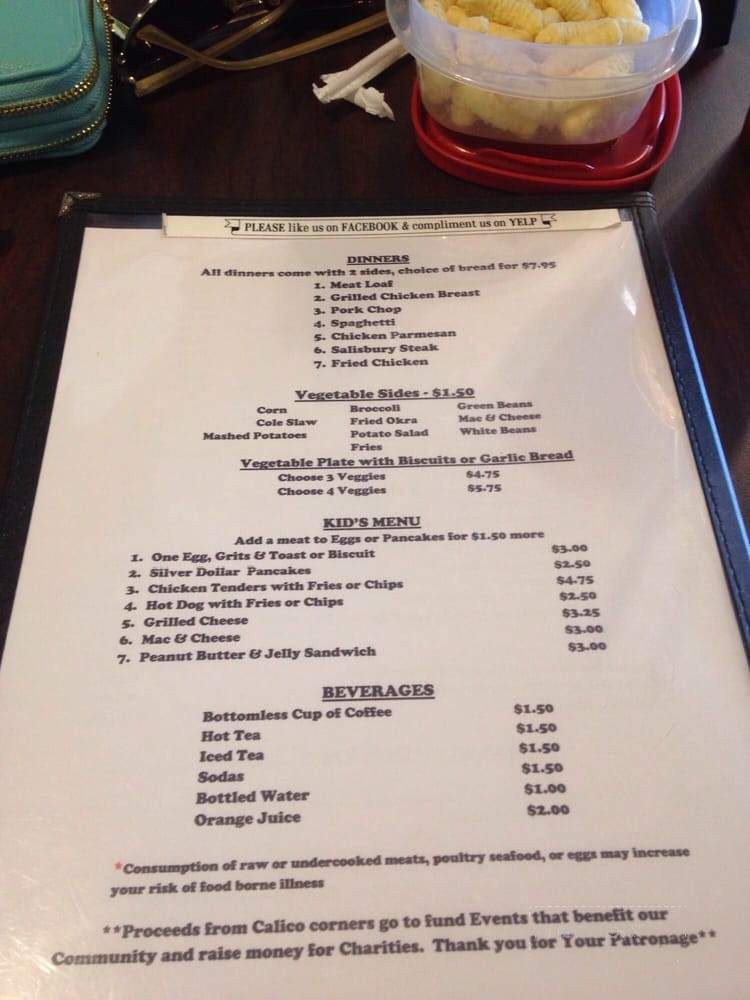 PLEASE like us on FACEBOOK & compliment us on YELP
DINNERS
All dinners come with 2 sides, choice of bread for $7.95
1. Meat Loaf
2. Grilled Chicken Breast
3. Pork Chop
4. Spaghetti
5. Chicken Parmesan
6. Salisbury Steak
7. Fried Chicken
Vegetable Sides - $1.50
Corn Broccoli Green Beans
Cole Slaw Fried Okra Mac & Cheese
Mashed Potatoes Potato Salad White Beans
Fries
Vegetable Plate with Biscuits or Garlic Bread
Choose 3 Veggies $4.75
Choose 4 Veggies $5.75
KID'S MENU
Add a meat to Eggs or Pancakes for $1.50 more
1. One Egg, Grits & Toast or Biscuit $3.00
2. Silver Dollar Pancakes $2.50
3. Chicken Tenders with Fries or Chips $4.75
4. Hot Dog with Fries or Chips $2.50
5. Grilled Cheese $3.25
6. Mac & Cheese $3.00
7. Peanut Butter & Jelly Sandwich $3.00
BEVERAGES
Bottomless Cup of Coffee $1.50
Hot Tea $1.50
Iced Tea $1.50
Sodas $1.50
Bottled Water $1.00
Orange Juice $2.00
*Consumption of raw or undercooked meats, poultry seafood, or eggs may increase
your risk of food borne illness
**Proceeds from Calico corners go to fund Events that benefit our
Community and raise money for Charities. Thank you for Your Patronage**